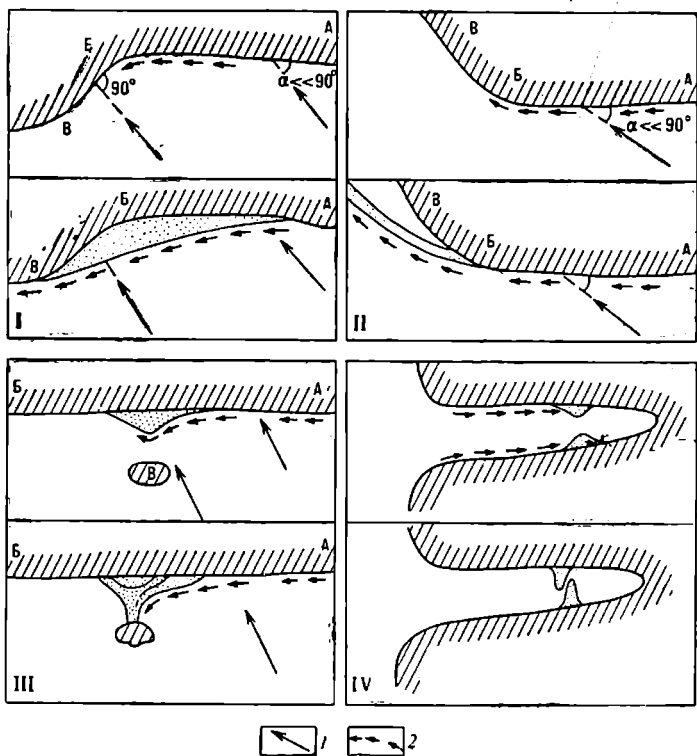 Б А
90° α<<90°
В
Б А
В
I
В
Б А
α<<90°
В
Б А
II
Б А
В
Б А
III
IV
1 2